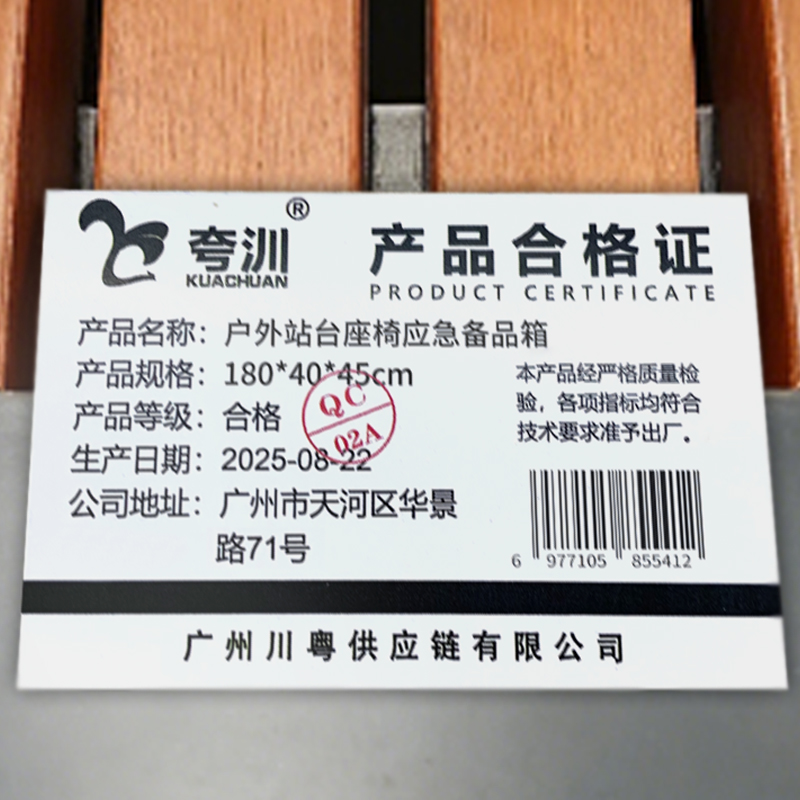 夸洲®
KUACHUAN
产品合格证
PRODUCT CERTIFICATE
产品名称：户外站台座椅应急备品箱
产品规格：180*40*45cm
产品等级：合格
生产日期：2025-08-22
公司地址：广州市天河区华景
路71号
QC
02A
本产品经严格质量检
验，各项指标均符合
技术要求准予出厂。
6 977105 855412
广州川粤供应链有限公司